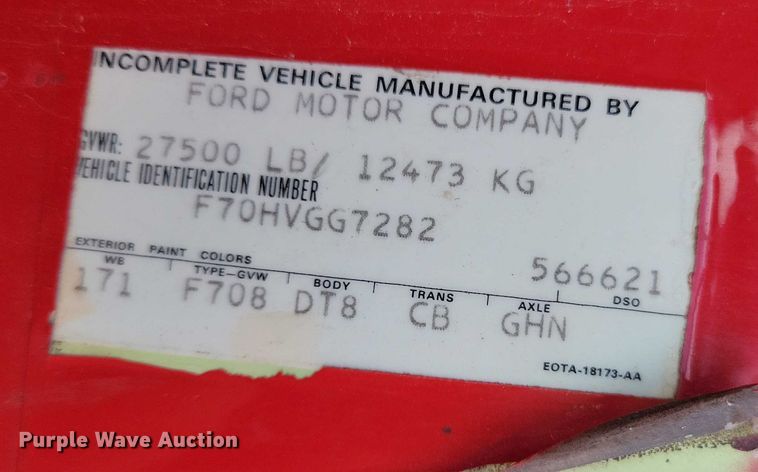 INCOMPLETE VEHICLE MANUFACTURED BY
FORD MOTOR COMPANY
GVWR: 27500 LB/ 12473 KG
VEHICLE IDENTIFICATION NUMBER
F70HVGG7282
EXTERIOR PAINT COLORS 566621
WB TYPE-GVW BODY TRANS AXLE DSO
171 F708 DT8 CB GHN
EOTA-18173-AA
Purple Wave Auction